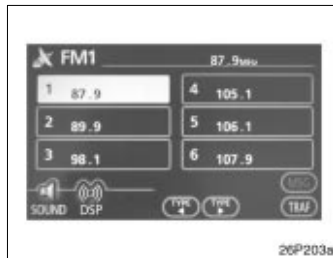 FM1 87.9MHz
1 87.9
4 105.1
2 89.9
5 106.1
3 98.1
6 107.9
MSG
SOUND DSP TYPE TYPE TRAF
26P203a